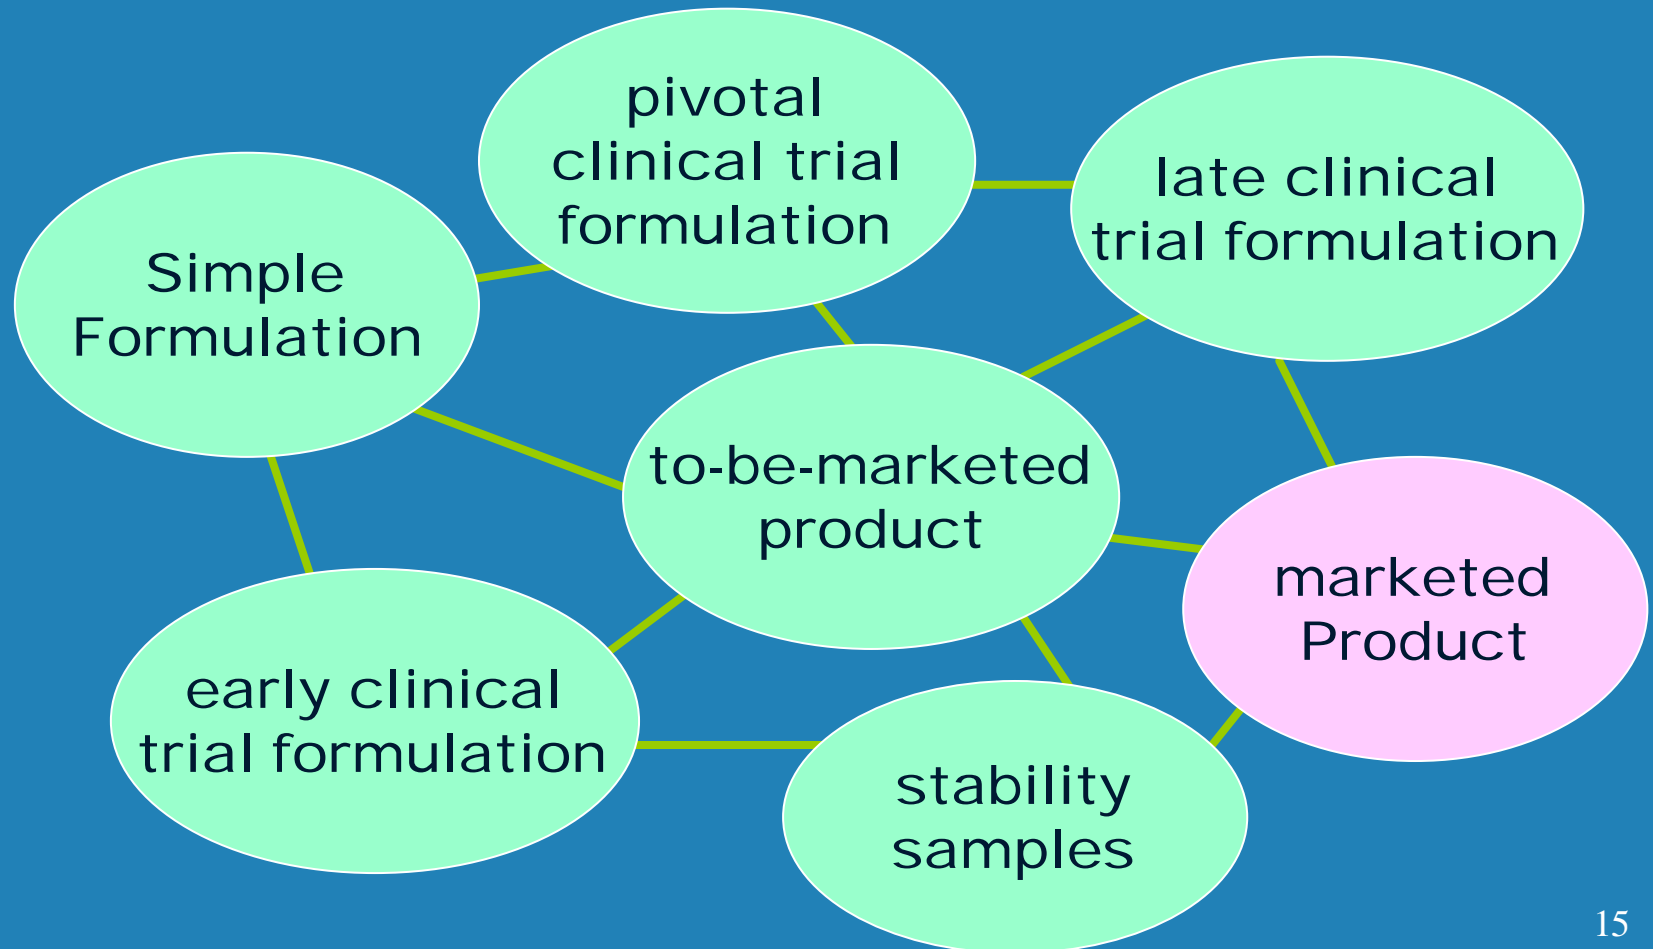 pivotal
clinical trial
formulation
late clinical
trial formulation
Simple
Formulation
to-be-marketed
product
marketed
Product
early clinical
trial formulation
stability
samples
15